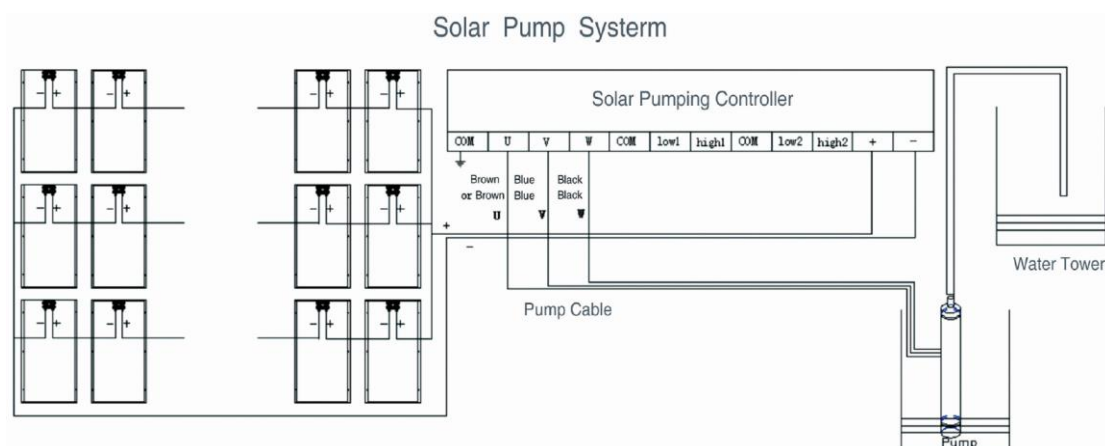 Solar Pump Systerm
- + - + - + - +
Solar Pumping Controller
COM U V W COM low1 high1 COM low2 high2 + -
Brown Blue Black
or Brown Blue Black
U V W
- + - + - + - +
+
-
Water Tower
Pump Cable
- + - + - + - +
Pump